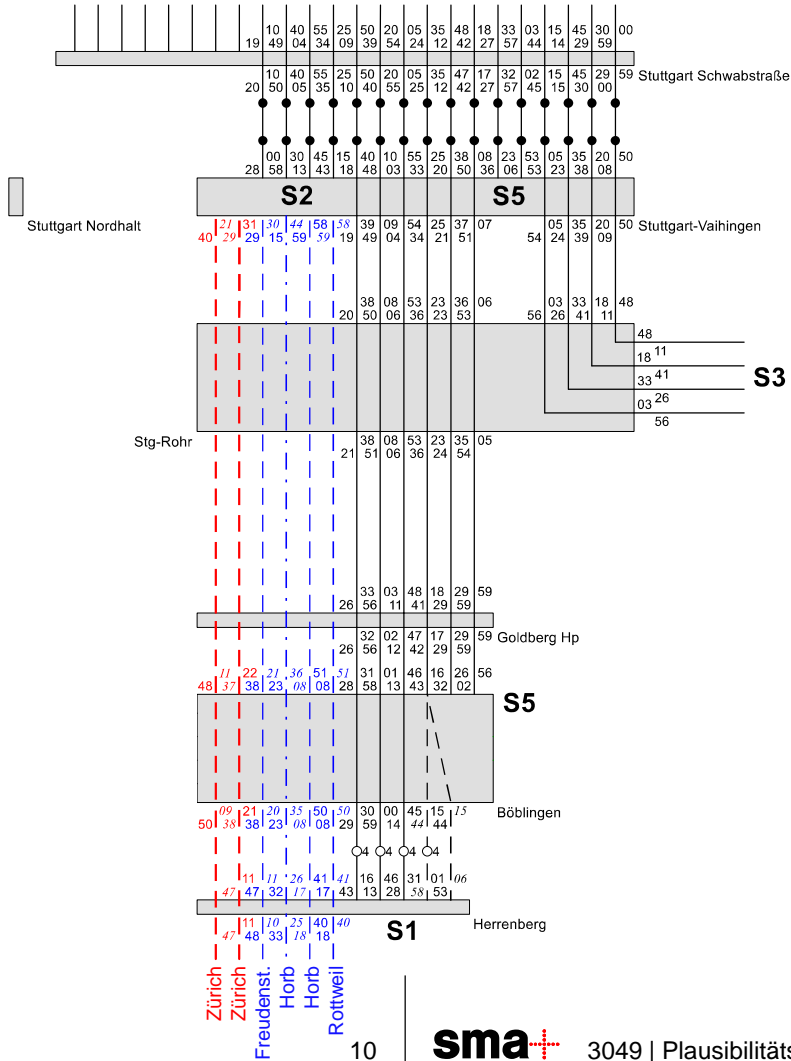 10 40 55 25 50 20 05 35 48 18 33 03 15 45 30 00
19 49 04 34 09 39 54 24 12 42 27 57 44 14 29 59
10 40 55 25 50 20 05 35 47 17 32 02 15 45 29 59 Stuttgart Schwabstraße
20 50 05 35 10 40 55 25 12 42 27 57 45 15 30 00
00 30 45 15 40 10 55 25 38 08 23 53 05 35 20 50
28 58 13 43 18 48 03 33 20 50 36 06 53 23 38 08
S2 S5
Stuttgart Nordhalt 21 31 30 44 58 58 39 09 54 25 37 07 05 35 20 50 Stuttgart-Vaihingen
40 29 29 15 59 59 19 49 04 34 21 51 54 24 39 09
38 08 53 23 36 06 03 33 18 48
20 50 06 36 23 53 56 26 41 11
48
18 11
33 41
S3
03 26
56
Stg-Rohr 38 08 53 23 35 05
21 51 06 36 24 54
33 03 48 18 29 59
26 56 11 41 29 59
32 02 47 17 29 59 Goldberg Hp
26 56 12 42 29 59
11 22 21 36 51 51 31 01 46 16 26 56
48 37 38 23 08 08 28 58 13 43 32 02
S5
09 21 20 35 50 50 30 00 45 15 15 Böblingen
50 38 38 23 08 08 29 59 14 44 44
4 4 4 4
11 11 26 41 41 16 46 31 01 06
47 47 32 17 17 43 13 28 58 53
11 10 25 40 40 S1 Herrenberg
47 48 33 18 18
Zürich
Zürich
Freudenst.
Horb
Horb
Rottweil
10 sma 3049 | Plausibilitäts